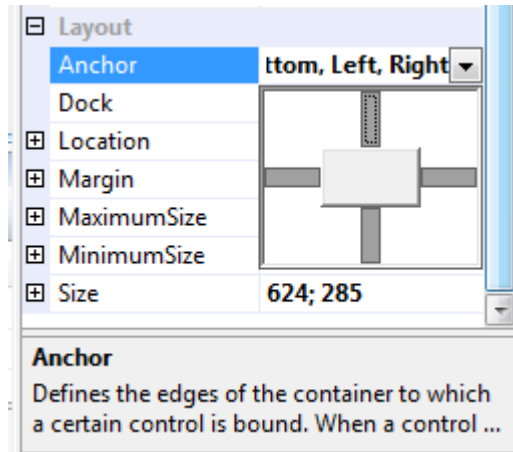 Layout
Anchor ttom, Left, Right
Dock
Location
Margin
MaximumSize
MinimumSize
Size 624; 285
Anchor
Defines the edges of the container to which
a certain control is bound. When a control ...